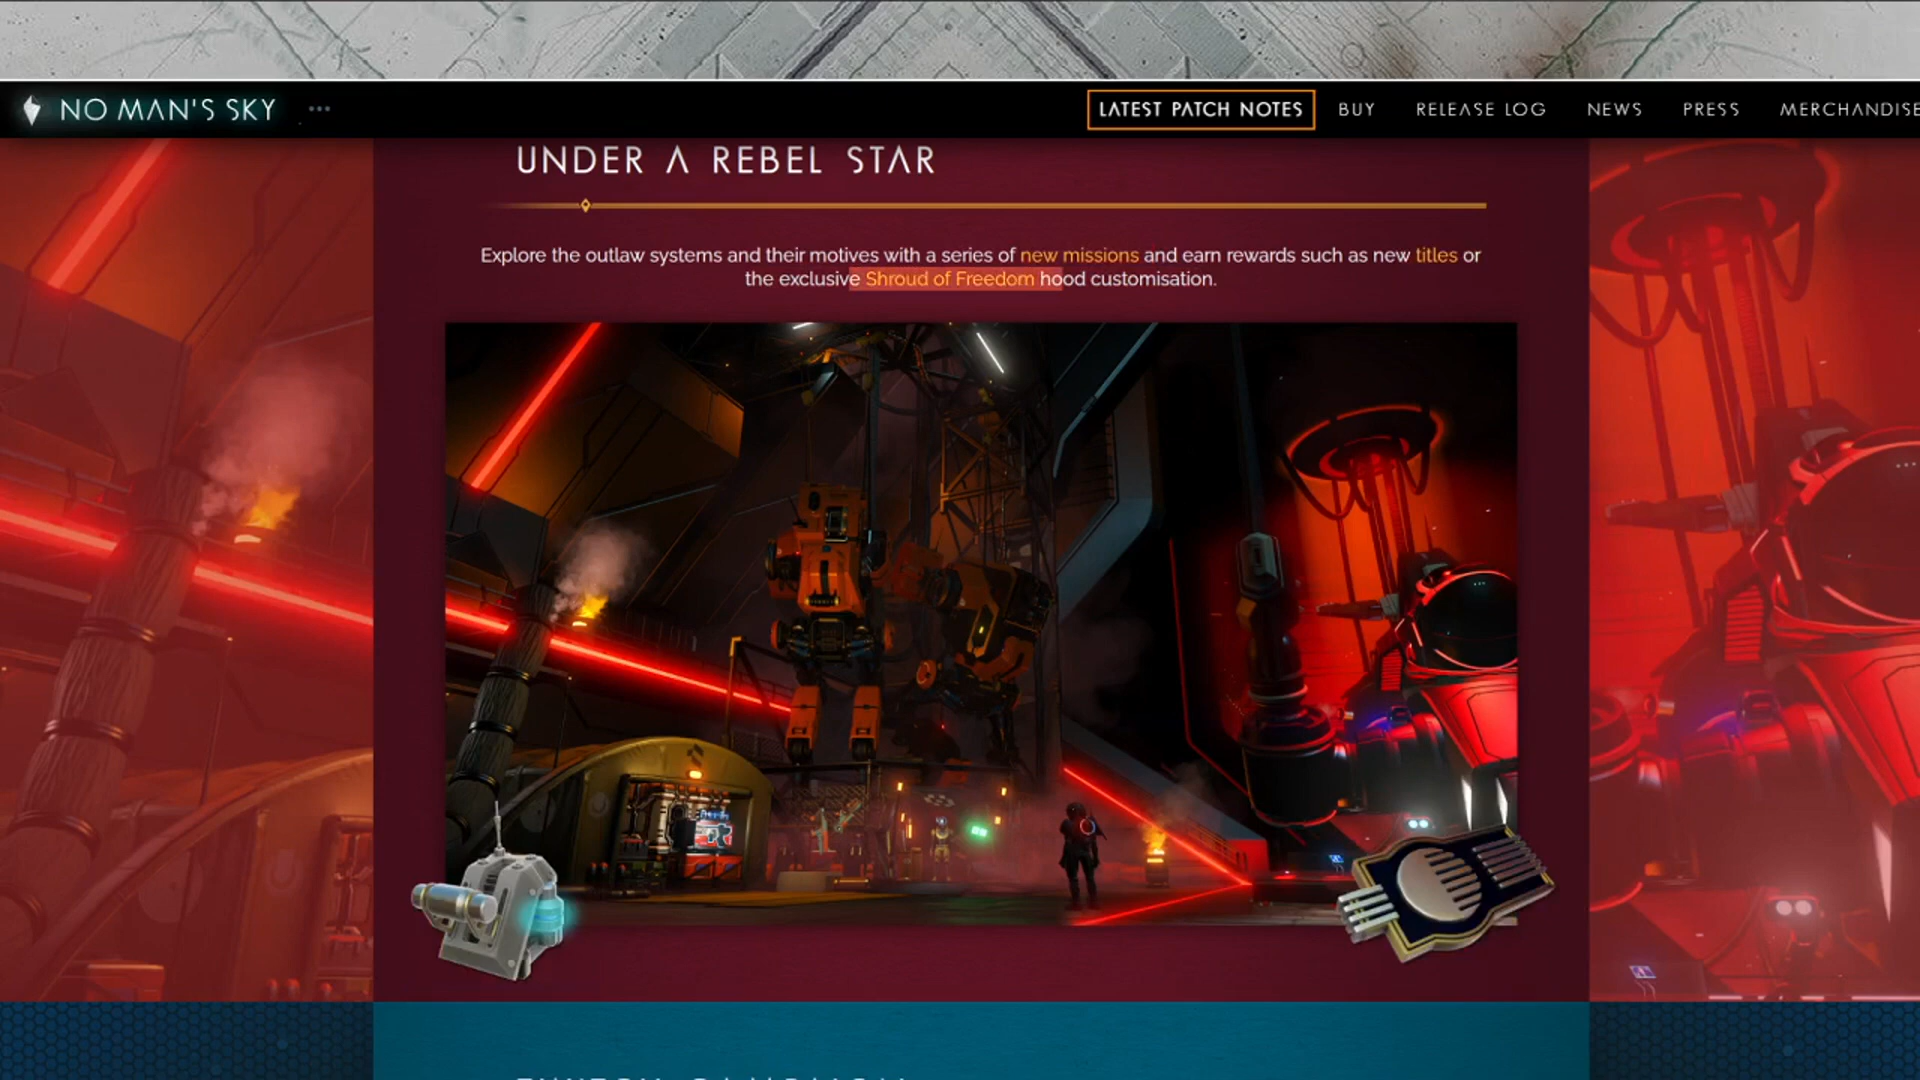 NO MAN'S SKY ...
LATEST PATCH NOTES BUY RELEASE LOG NEWS PRESS MERCHANDISE
UNDER A REBEL STAR
Explore the outlaw systems and their motives with a series of new missions and earn rewards such as new titles or
the exclusive Shroud of Freedom hood customisation.